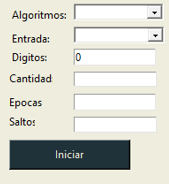 Algoritmos:
Entrada:
Digitos: 0
Cantidad
Epocas
Saltos
Iniciar